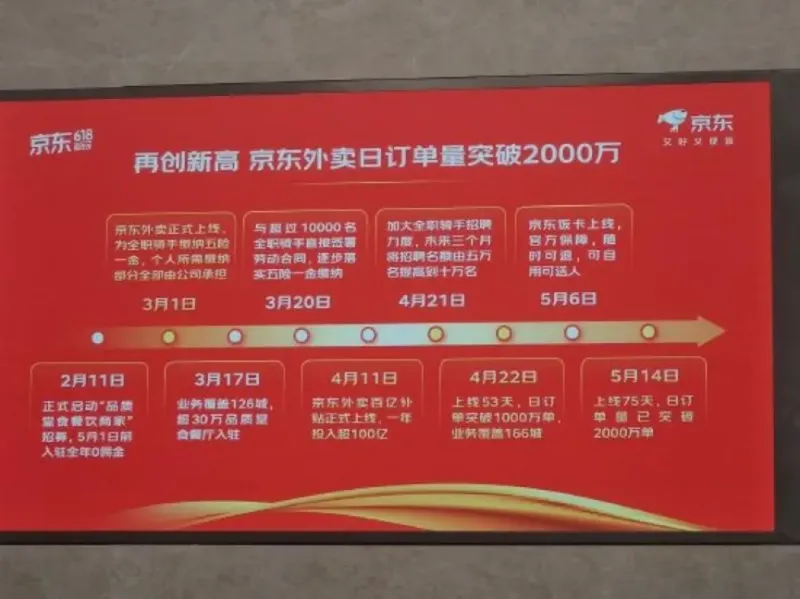 京东618
京东
又好又便宜
再创新高 京东外卖日订单量突破2000万
京东外卖正式上线，
为全职骑手缴纳五险
一金，个人所需缴纳
部分全部由公司承担
3月1日
与超过10000名
全职骑手直接签署
劳动合同，逐步落
实五险一金缴纳
3月20日
加大全职骑手招聘
力度，未来三个月
将招聘名额由五万
名提高到十万名
4月21日
京东饭卡上线，
官方保障，随
时可退，可自
用可送人
5月6日
2月11日
正式启动“品质
堂食餐饮商家”
招募，5月1日前
入驻全年0佣金
3月17日
业务覆盖126城，
超30万品质堂
食餐厅入驻
4月11日
京东外卖百亿补
贴正式上线，一年
投入超100亿
4月22日
上线53天，日订
单突破1000万单，
业务覆盖166城
5月14日
上线75天，日订
单量已突破
2000万单